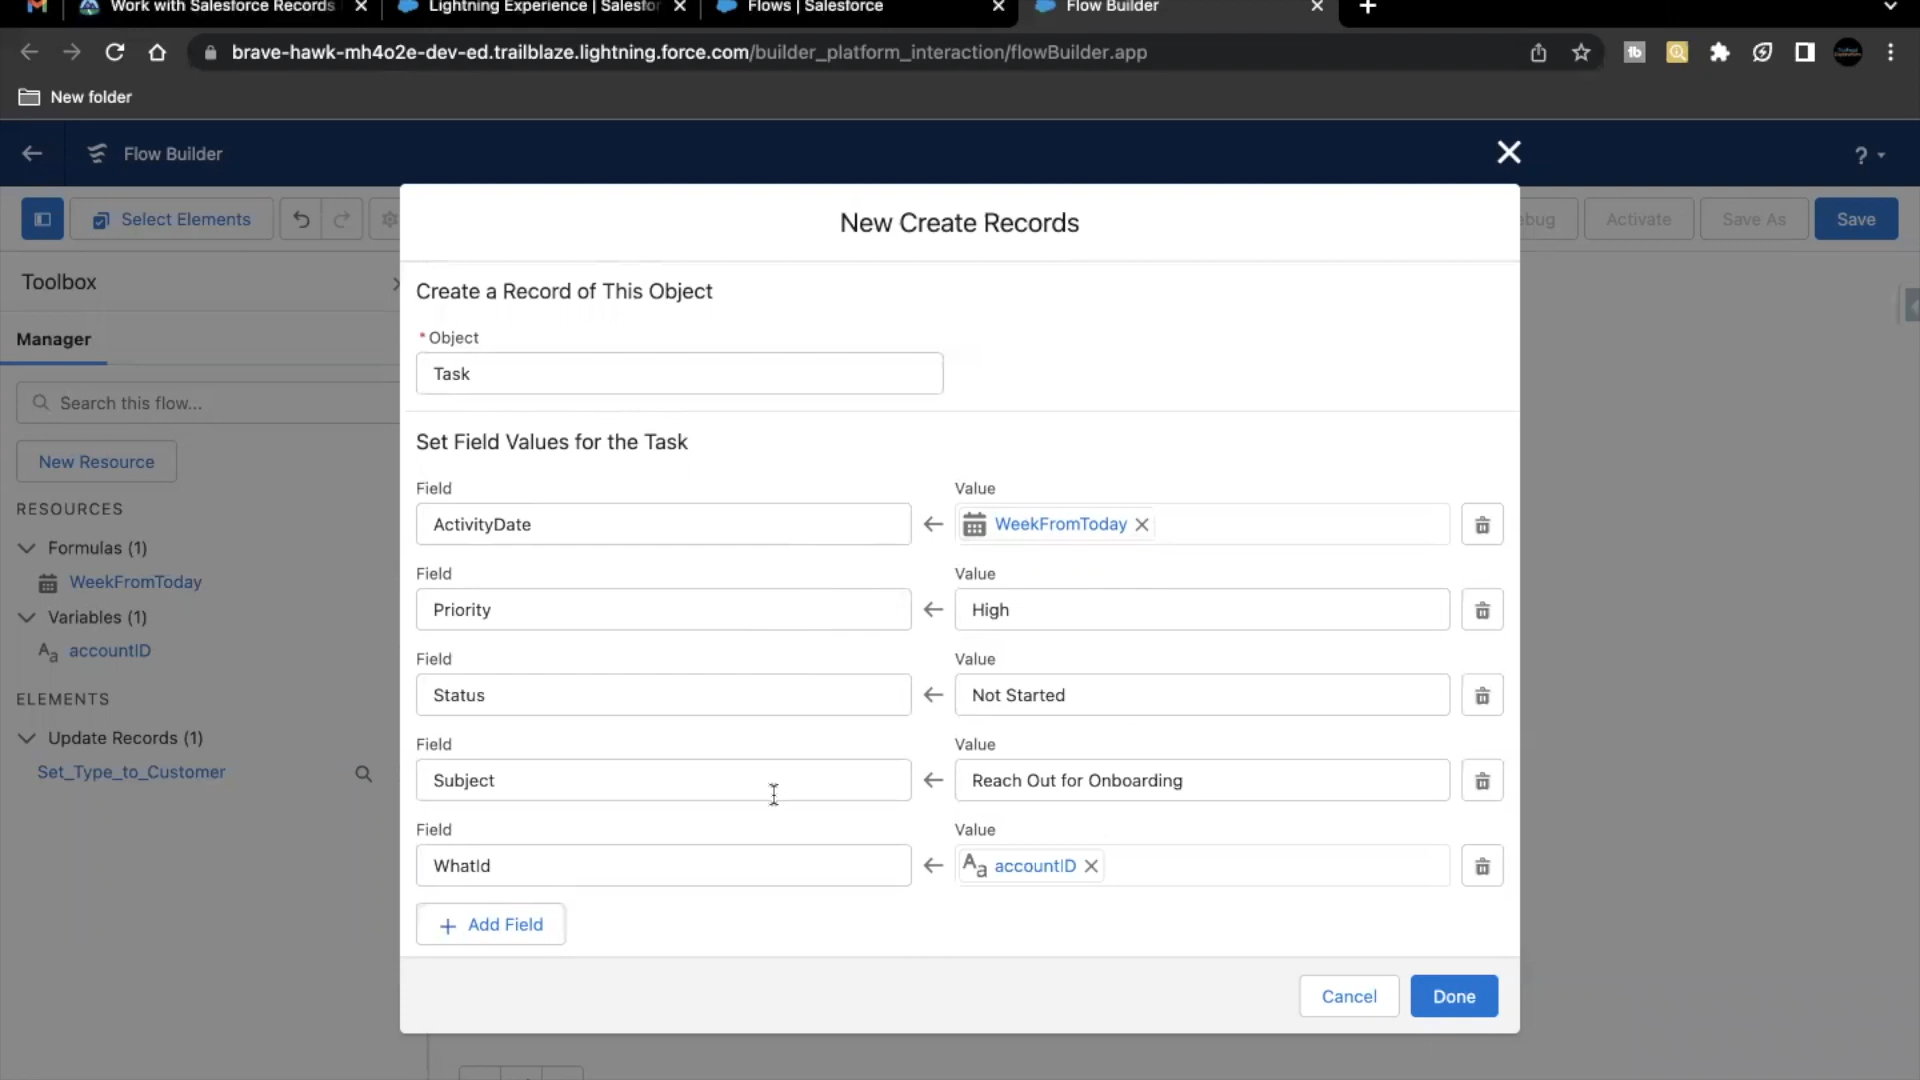 Work with Salesforce Records
Lightning Experience | Salesfor
Flows | Salesforce
Flow Builder
brave-hawk-mh4o2e-dev-ed.trailblaze.lightning.force.com/builder_platform_interaction/flowBuilder.app
New folder
Flow Builder
?
Select Elements
bug
Activate
Save As
Save
Toolbox
Manager
Search this flow...
New Resource
RESOURCES
Formulas (1)
WeekFromToday
Variables (1)
Aa accountID
ELEMENTS
Update Records (1)
Set_Type_to_Customer
New Create Records
Create a Record of This Object
* Object
Task
Set Field Values for the Task
Field Value
ActivityDate WeekFromToday
Field Value
Priority High
Field Value
Status Not Started
Field Value
Subject Reach Out for Onboarding
Field Value
WhatId Aa accountID
+ Add Field
Cancel Done